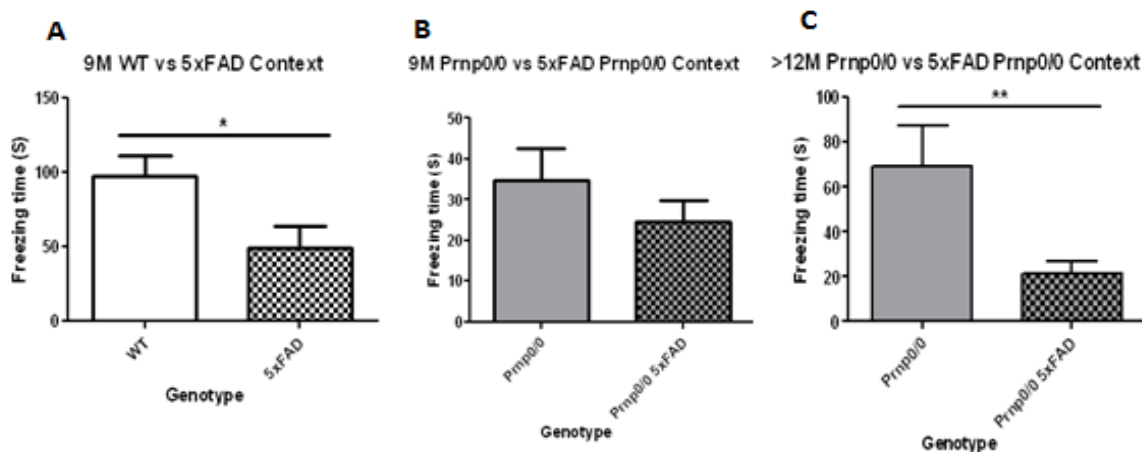 A
9M WT vs 5xFAD Context
150
100
50
0
Freezing time (S)
*
WT
5xFAD
Genotype
B
9M Prnp0/0 vs 5xFAD Prnp0/0 Context
50
40
30
20
10
0
Freezing time (S)
Prnp0/0
Prnp0/0 5xFAD
Genotype
C
>12M Prnp0/0 vs 5xFAD Prnp0/0 Context
100
80
60
40
20
0
Freezing time (S)
**
Prnp0/0
Prnp0/0 5xFAD
Genotype